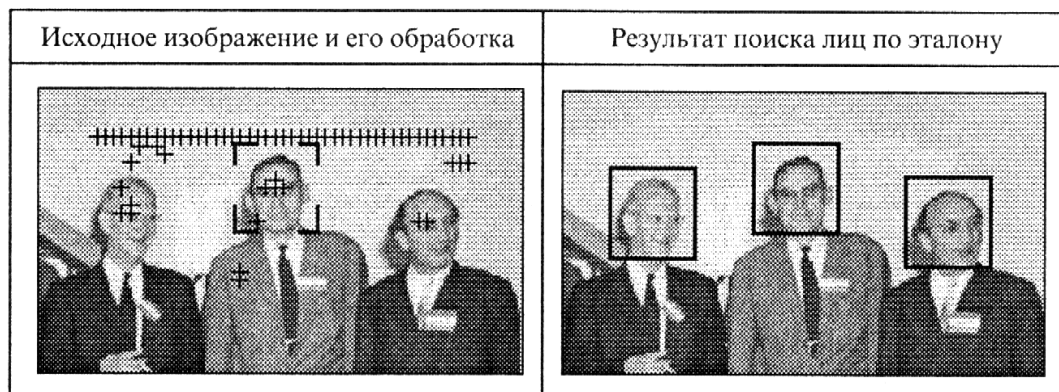 Исходное изображение и его обработка
Результат поиска лиц по эталону